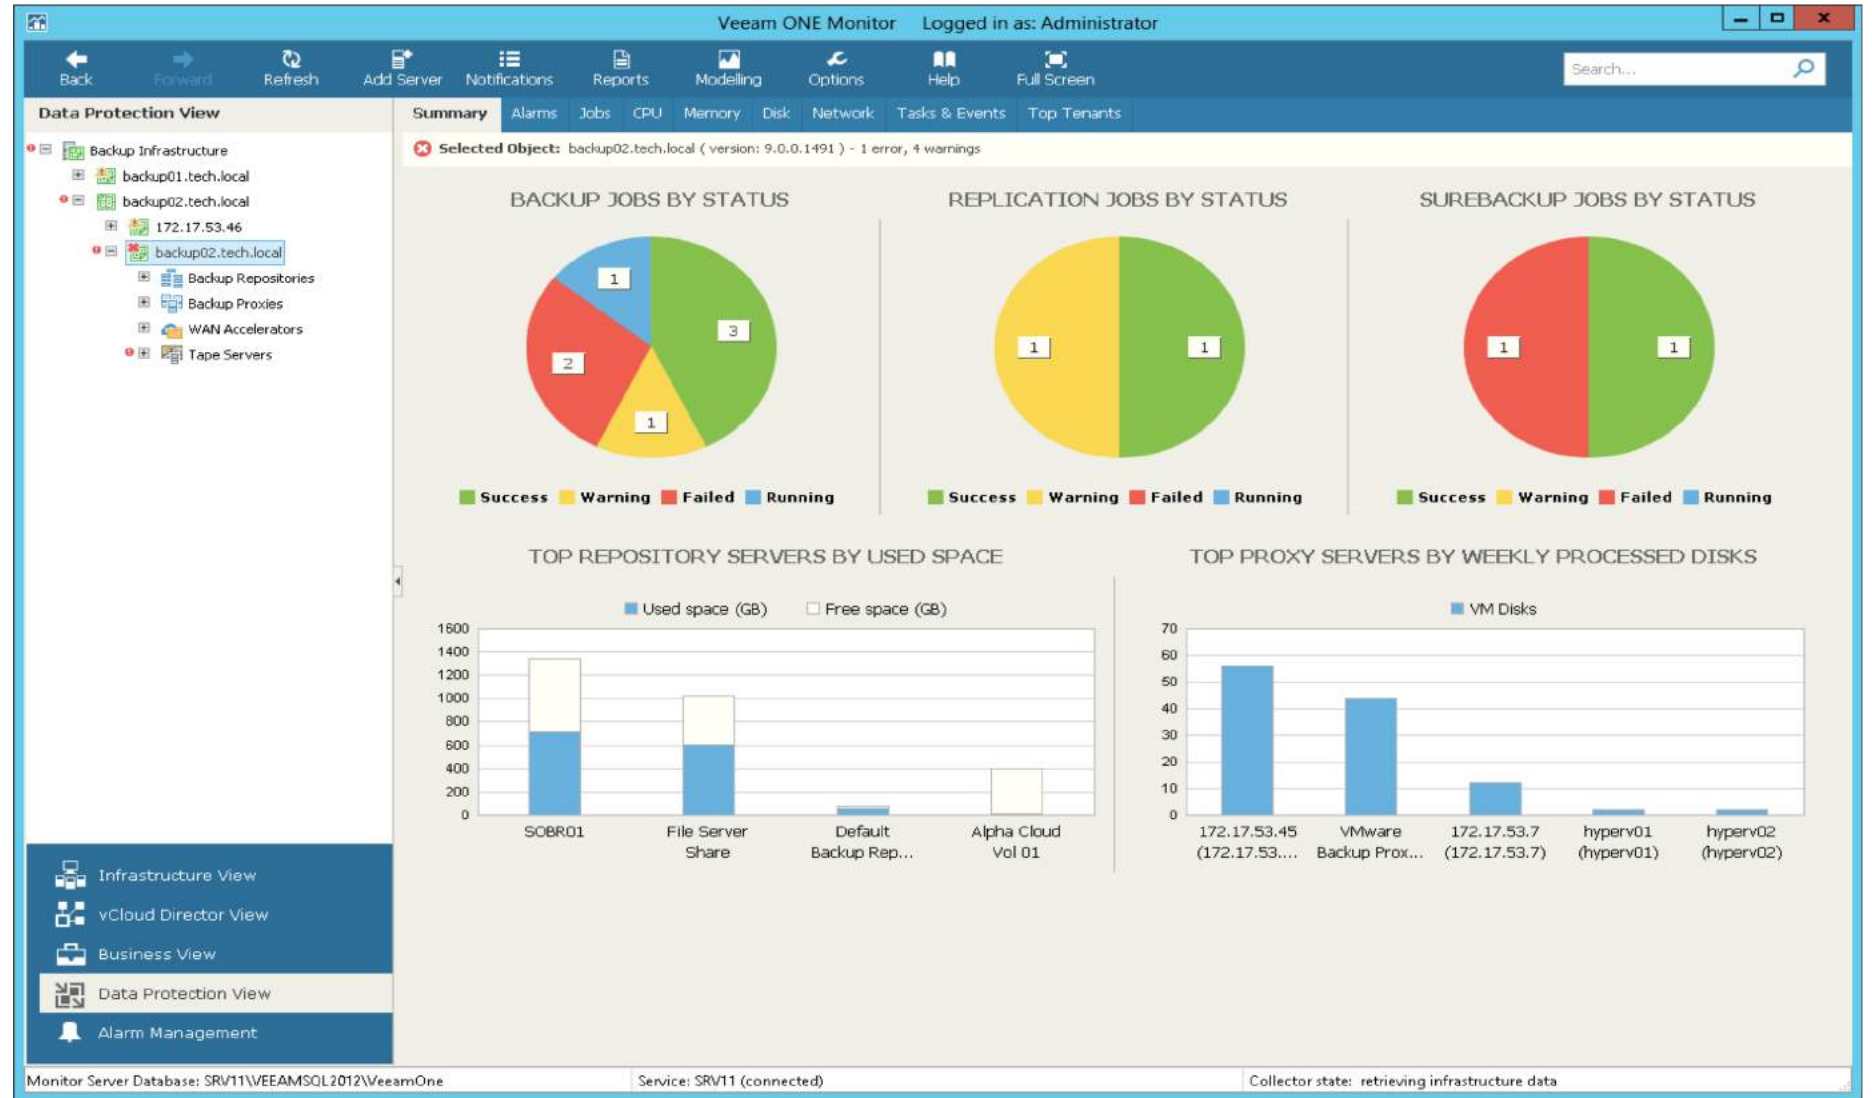 Veeam ONE Monitor Logged in as: Administrator
Back Forward Refresh Add Server Notifications Reports Modelling Options Help Full Screen Search...
Data Protection View
Summary Alarms Jobs CPU Memory Disk Network Tasks & Events Top Tenants
Selected Object: backup02.tech.local ( version: 9.0.0.1491 ) - 1 error, 4 warnings
Backup Infrastructure
backup01.tech.local
backup02.tech.local
172.17.53.46
backup02.tech.local
Backup Repositories
Backup Proxies
WAN Accelerators
Tape Servers
BACKUP JOBS BY STATUS
1
3
2
1
Success Warning Failed Running
REPLICATION JOBS BY STATUS
1 1
Success Warning Failed Running
SUREBACKUP JOBS BY STATUS
1 1
Success Warning Failed Running
TOP REPOSITORY SERVERS BY USED SPACE
Used space (GB) Free space (GB)
1600
1400
1200
1000
800
600
400
200
0
SOBR01 File Server Default Alpha Cloud
Share Backup Rep... Vol 01
TOP PROXY SERVERS BY WEEKLY PROCESSED DISKS
VM Disks
70
60
50
40
30
20
10
0
172.17.53.45 VMware 172.17.53.7 hyperv01 hyperv02
(172.17.53.... Backup Prox... (172.17.53.7) (hyperv01) (hyperv02)
Infrastructure View
vCloud Director View
Business View
Data Protection View
Alarm Management
Monitor Server Database: SRV11\VEEAMSQL2012\VeeamOne Service: SRV11 (connected) Collector state: retrieving infrastructure data